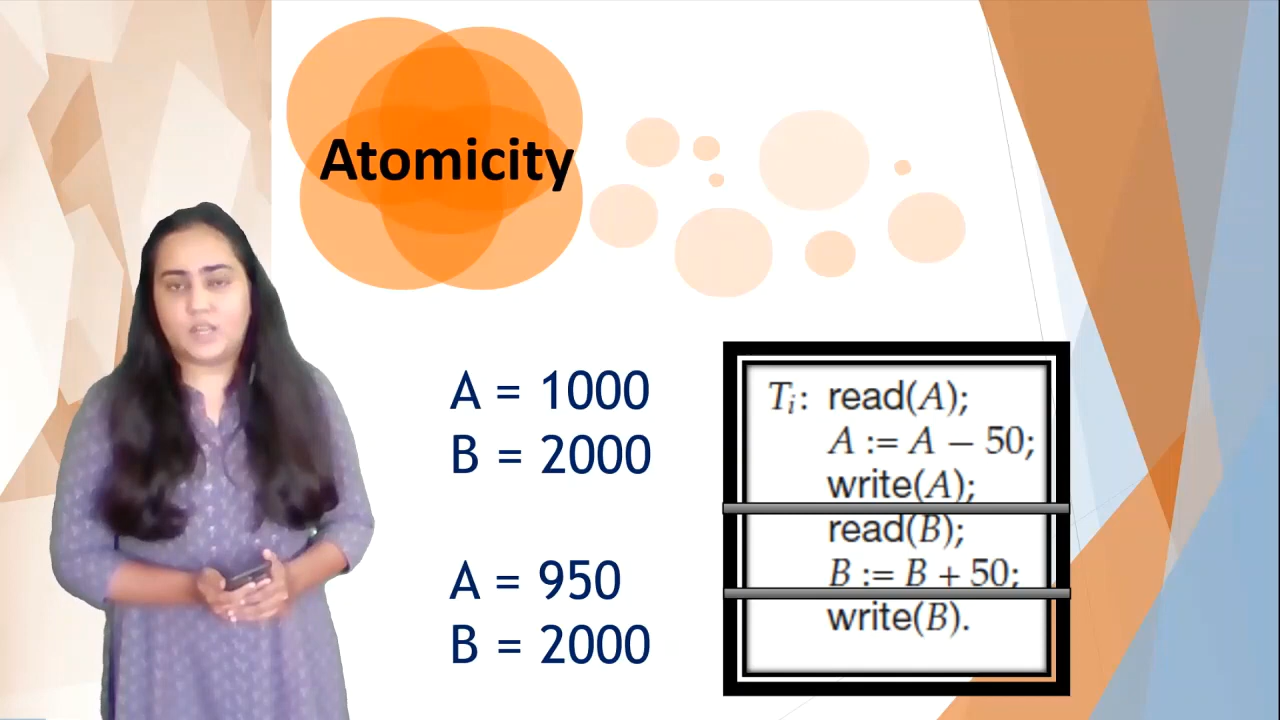 Atomicity
A = 1000
B = 2000
A = 950
B = 2000
Tᵢ: read(A);
A := A − 50;
write(A);
read(B);
B := B + 50;
write(B).